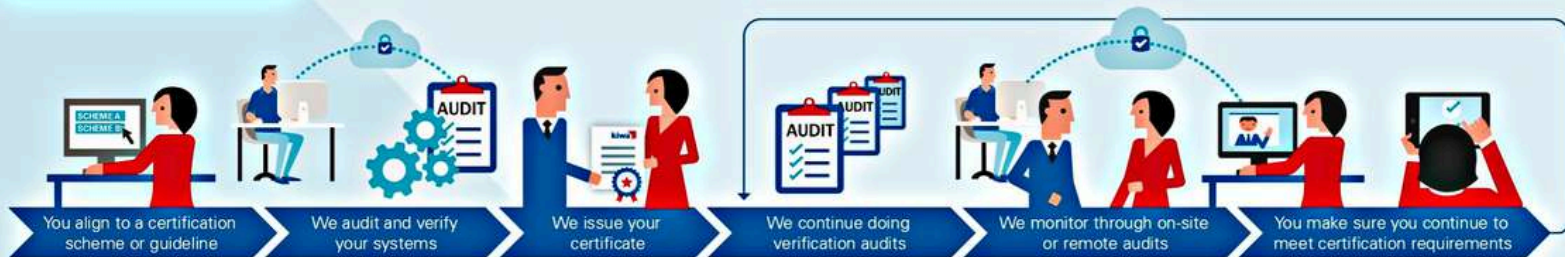 SCHEME A
SCHEME B
AUDIT
kiwa
AUDIT
AUDIT
AUDIT
You align to a certification
scheme or guideline
We audit and verify
your systems
We issue your
certificate
We continue doing
verification audits
We monitor through on-site
or remote audits
You make sure you continue to
meet certification requirements